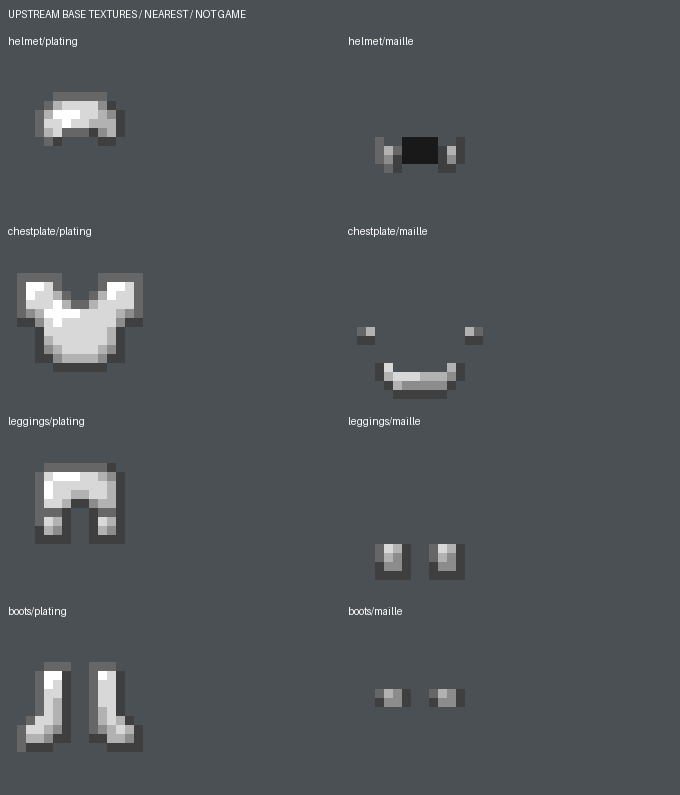 UPSTREAM BASE TEXTURES / NEAREST / NOT GAME
helmet/plating
helmet/maille
chestplate/plating
chestplate/maille
leggings/plating
leggings/maille
boots/plating
boots/maille